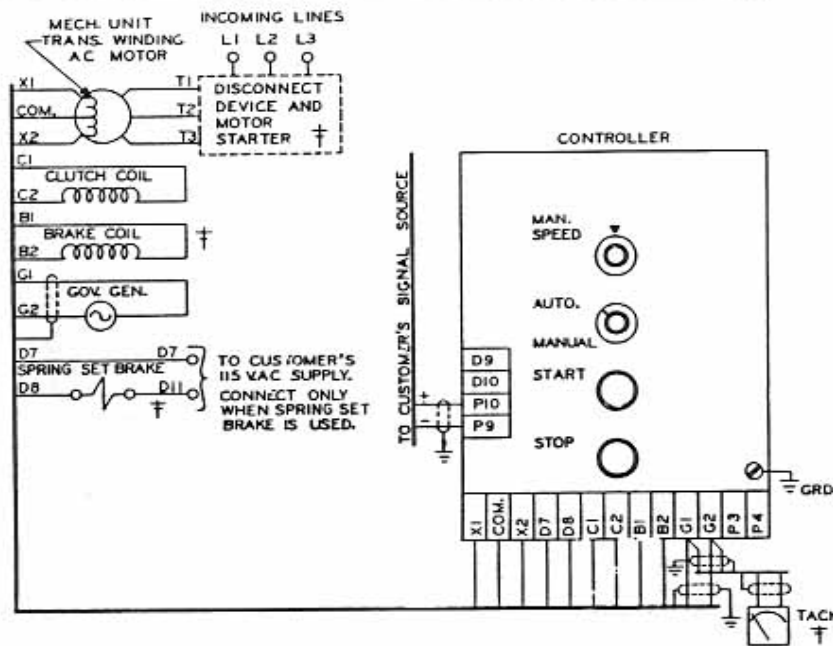 MECH. UNIT
TRANS. WINDING
AC MOTOR
INCOMING LINES
L1 L2 L3
X1
COM.
X2
T1
T2
T3
DISCONNECT
DEVICE AND
MOTOR
STARTER
C1
CLUTCH COIL
C2
B1
BRAKE COIL
B2
G1
GOV. GEN.
G2
D7 D7
SPRING SET BRAKE
D8 D11
TO CUSTOMER'S
115 VAC SUPPLY.
CONNECT ONLY
WHEN SPRING SET
BRAKE IS USED.
TO CUSTOMER'S SIGNAL SOURCE
+
-
CONTROLLER
MAN.
SPEED
AUTO.
MANUAL
START
STOP
D9
D10
P10
P9
GRD
X1 COM. X2 D7 D8 C1 C2 B1 B2 G1 G2 P3 P4
TACH